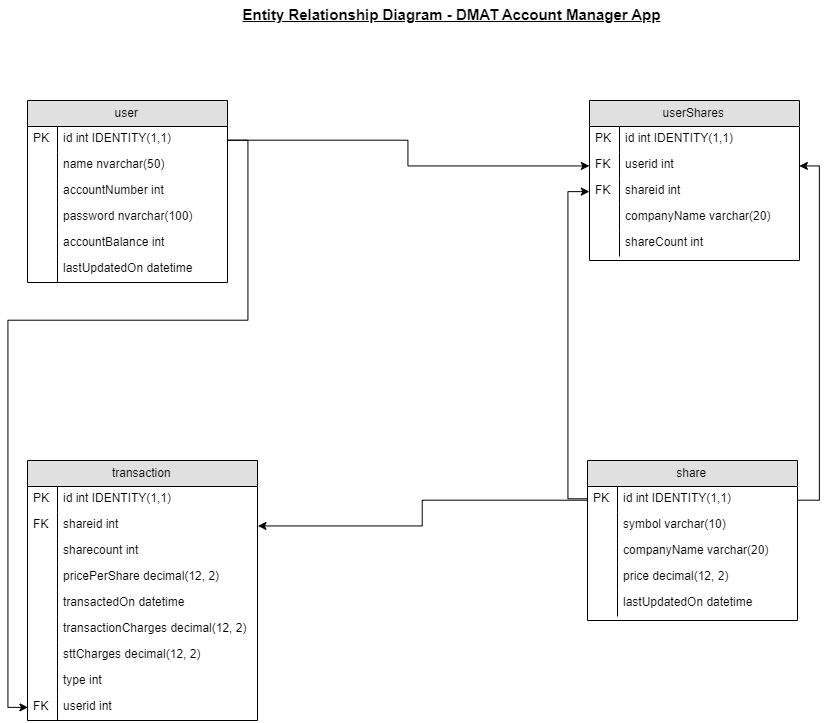 Entity Relationship Diagram - DMAT Account Manager App
user
PK id int IDENTITY(1,1)
name nvarchar(50)
accountNumber int
password nvarchar(100)
accountBalance int
lastUpdatedOn datetime
userShares
PK id int IDENTITY(1,1)
FK userid int
FK shareid int
companyName varchar(20)
shareCount int
transaction
PK id int IDENTITY(1,1)
FK shareid int
sharecount int
pricePerShare decimal(12, 2)
transactedOn datetime
transactionCharges decimal(12, 2)
sttCharges decimal(12, 2)
type int
FK userid int
share
PK id int IDENTITY(1,1)
symbol varchar(10)
companyName varchar(20)
price decimal(12, 2)
lastUpdatedOn datetime